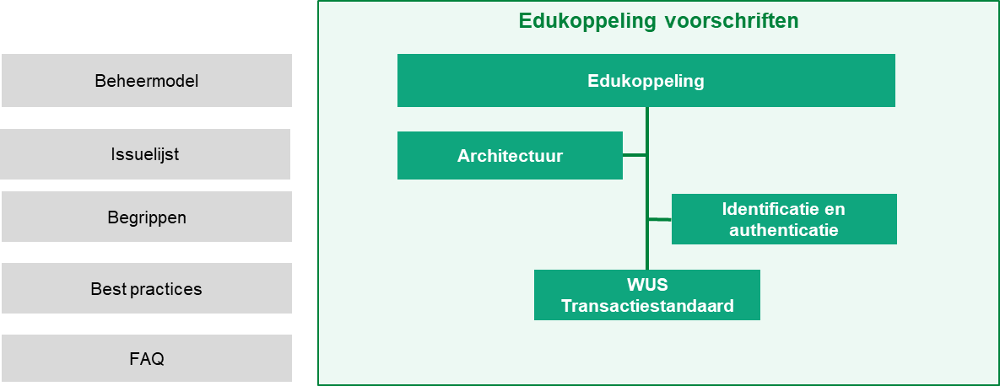 Edukoppeling voorschriften
Beheermodel
Edukoppeling
Issuelijst
Architectuur
Begrippen
Identificatie en
authenticatie
Best practices
WUS
Transactiestandaard
FAQ